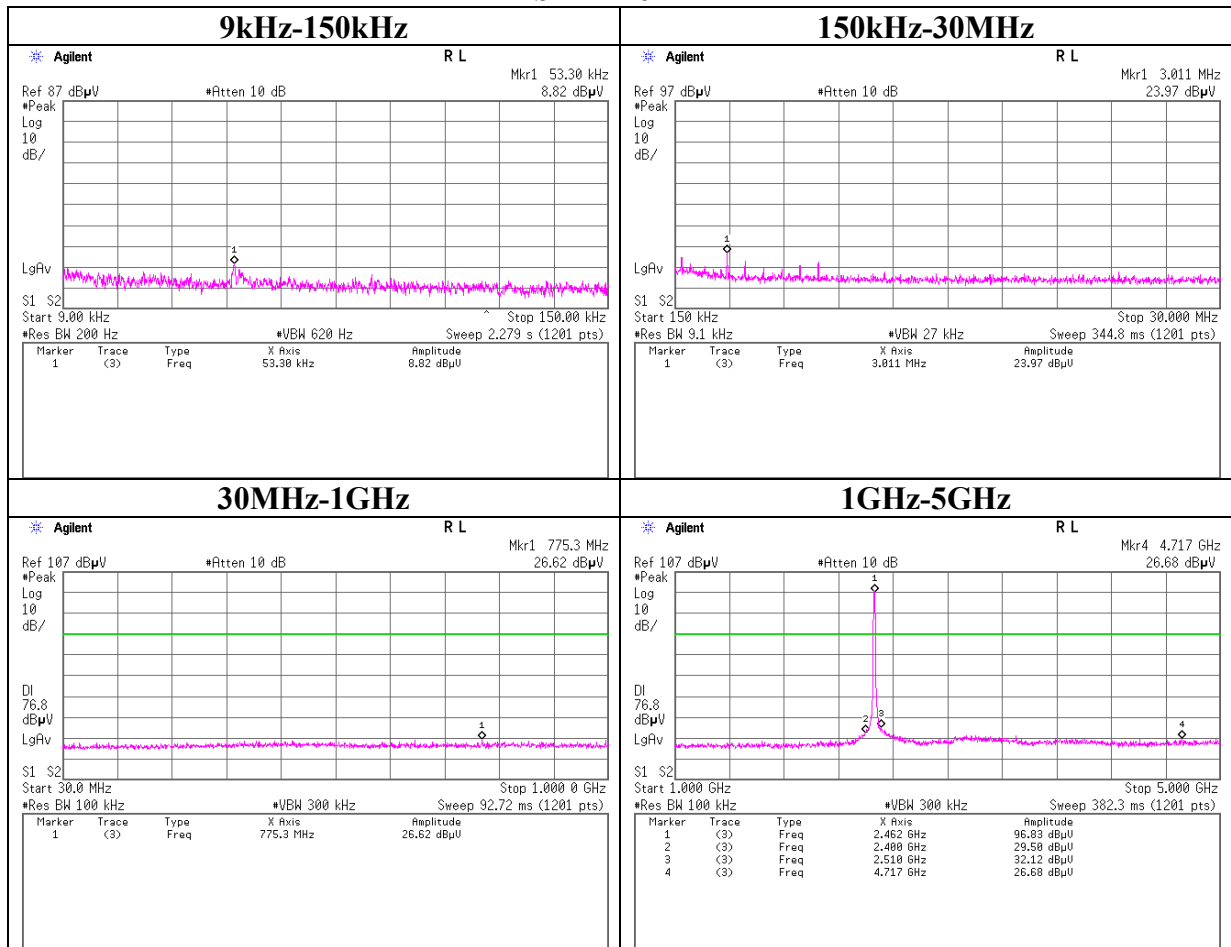 9kHz-150kHz
Agilent R L
Mkr1 53.30 kHz
Ref 87 dBµV #Atten 10 dB 8.82 dBµV
#Peak
Log
10
dB/
1
LgAv
S1 S2
Start 9.00 kHz ^ Stop 150.00 kHz
#Res BW 200 Hz #VBW 620 Hz Sweep 2.279 s (1201 pts)
Marker Trace Type X Axis Amplitude
1 (3) Freq 53.30 kHz 8.82 dBµV
150kHz-30MHz
Agilent R L
Mkr1 3.011 MHz
Ref 97 dBµV #Atten 10 dB 23.97 dBµV
#Peak
Log
10
dB/
1
LgAv
S1 S2
Start 150 kHz Stop 30.000 MHz
#Res BW 9.1 kHz #VBW 27 kHz Sweep 344.8 ms (1201 pts)
Marker Trace Type X Axis Amplitude
1 (3) Freq 3.011 MHz 23.97 dBµV
30MHz-1GHz
Agilent R L
Mkr1 775.3 MHz
Ref 107 dBµV #Atten 10 dB 26.62 dBµV
#Peak
Log
10
dB/
DI
76.8
dBµV
1
LgAv
S1 S2
Start 30.0 MHz Stop 1.000 0 GHz
#Res BW 100 kHz #VBW 300 kHz Sweep 92.72 ms (1201 pts)
Marker Trace Type X Axis Amplitude
1 (3) Freq 775.3 MHz 26.62 dBµV
1GHz-5GHz
Agilent R L
Mkr4 4.717 GHz
Ref 107 dBµV #Atten 10 dB 26.68 dBµV
#Peak
1
Log
10
dB/
DI
76.8
dBµV
2 3 4
LgAv
S1 S2
Start 1.000 GHz Stop 5.000 GHz
#Res BW 100 kHz #VBW 300 kHz Sweep 382.3 ms (1201 pts)
Marker Trace Type X Axis Amplitude
1 (3) Freq 2.462 GHz 96.83 dBµV
2 (3) Freq 2.400 GHz 29.50 dBµV
3 (3) Freq 2.510 GHz 32.12 dBµV
4 (3) Freq 4.717 GHz 26.68 dBµV